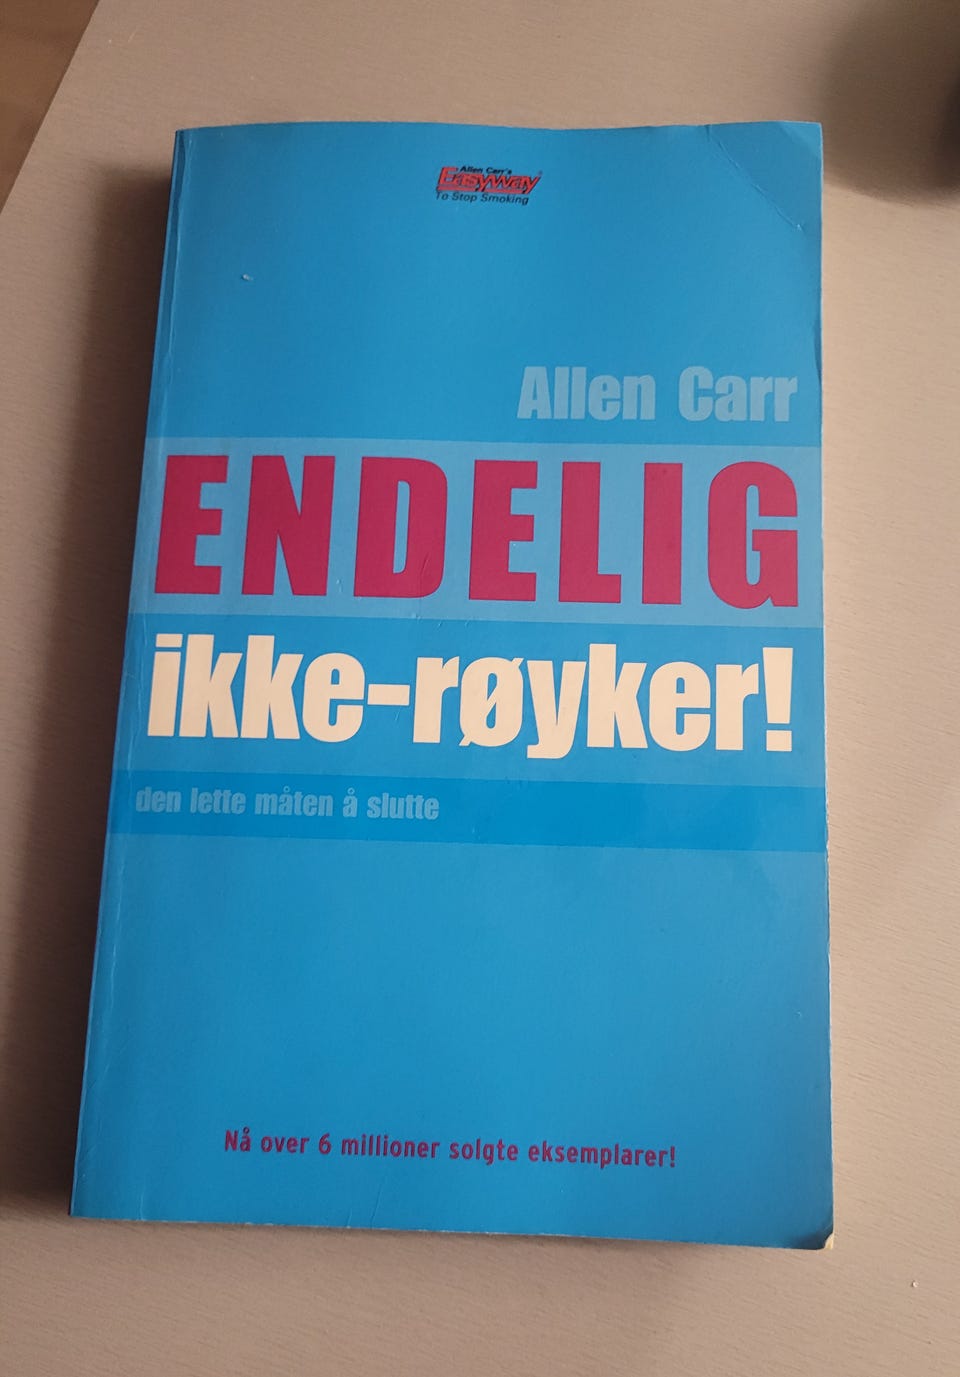 Allen Carr's
Easyway
To Stop Smoking
Allen Carr
ENDELIG
ikke-røyker!
den lette måten å slutte
Nå over 6 millioner solgte eksemplarer!